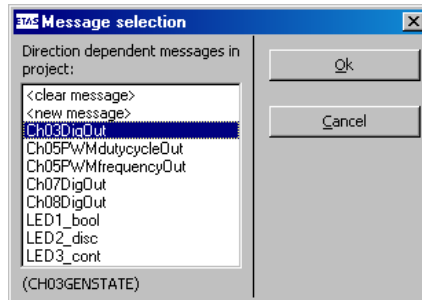 ETAS Message selection
Direction dependent messages in
project:
<clear message>
<new message>
Ch03DigOut
Ch05PWMdutycycleOut
Ch05PWMfrequencyOut
Ch07DigOut
Ch08DigOut
LED1_bool
LED2_disc
LED3_cont
(CH03GENSTATE)
Ok
Cancel